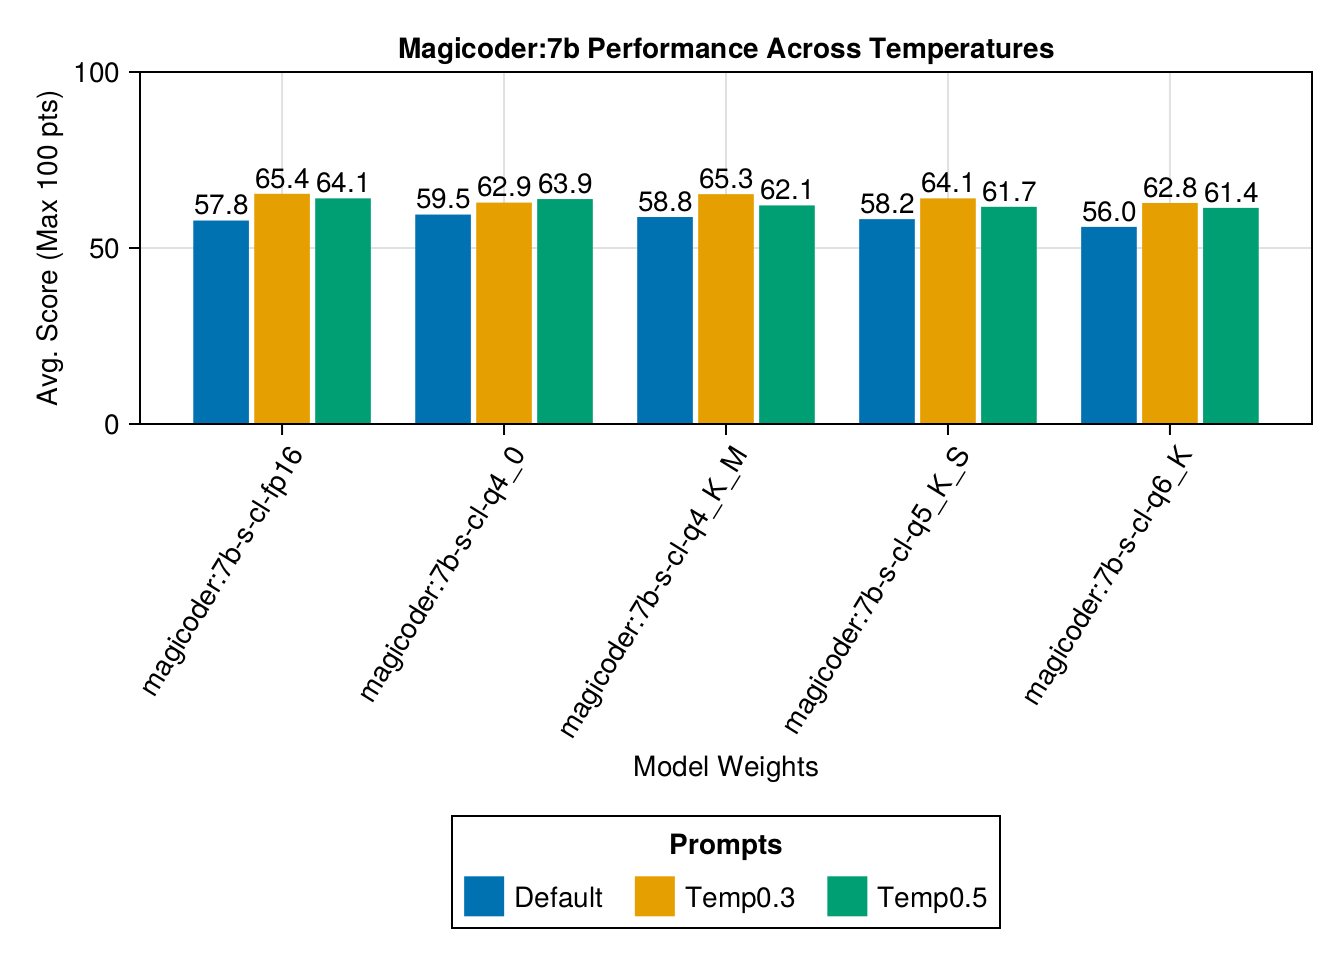 Magicoder:7b Performance Across Temperatures
Avg. Score (Max 100 pts)
100
50
0
57.8 65.4 64.1
59.5 62.9 63.9
58.8 65.3 62.1
58.2 64.1 61.7
56.0 62.8 61.4
magicoder:7b-s-cl-fp16
magicoder:7b-s-cl-q4_0
magicoder:7b-s-cl-q4_K_M
magicoder:7b-s-cl-q5_K_S
magicoder:7b-s-cl-q6_K
Model Weights
Prompts
Default Temp0.3 Temp0.5